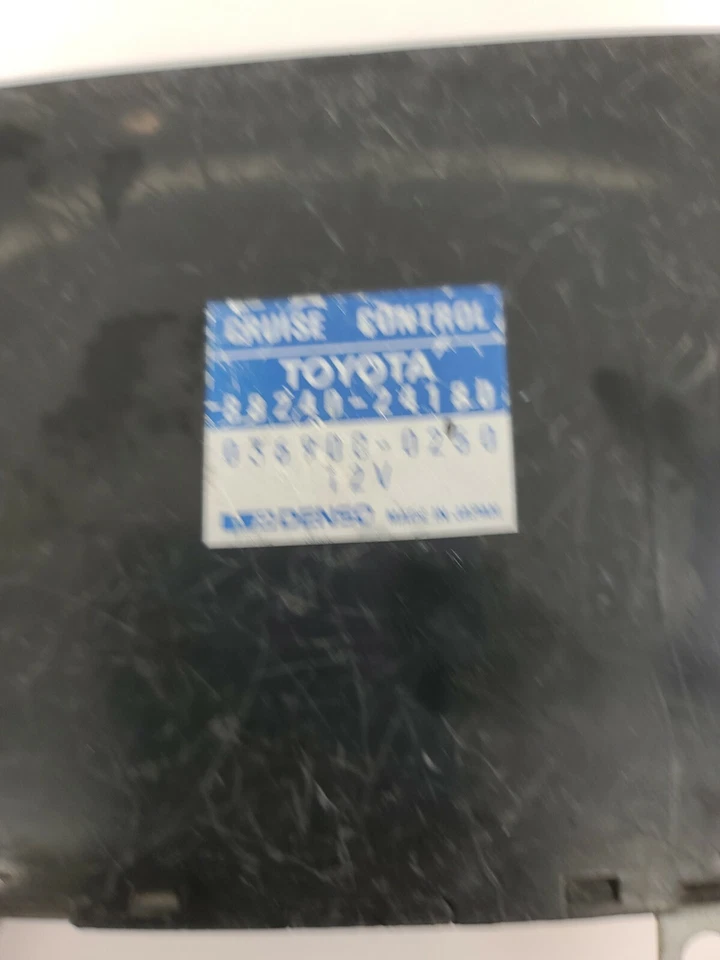 CRUISE CONTROL
TOYOTA
88240-24180
12V
DENSO MADE IN JAPAN